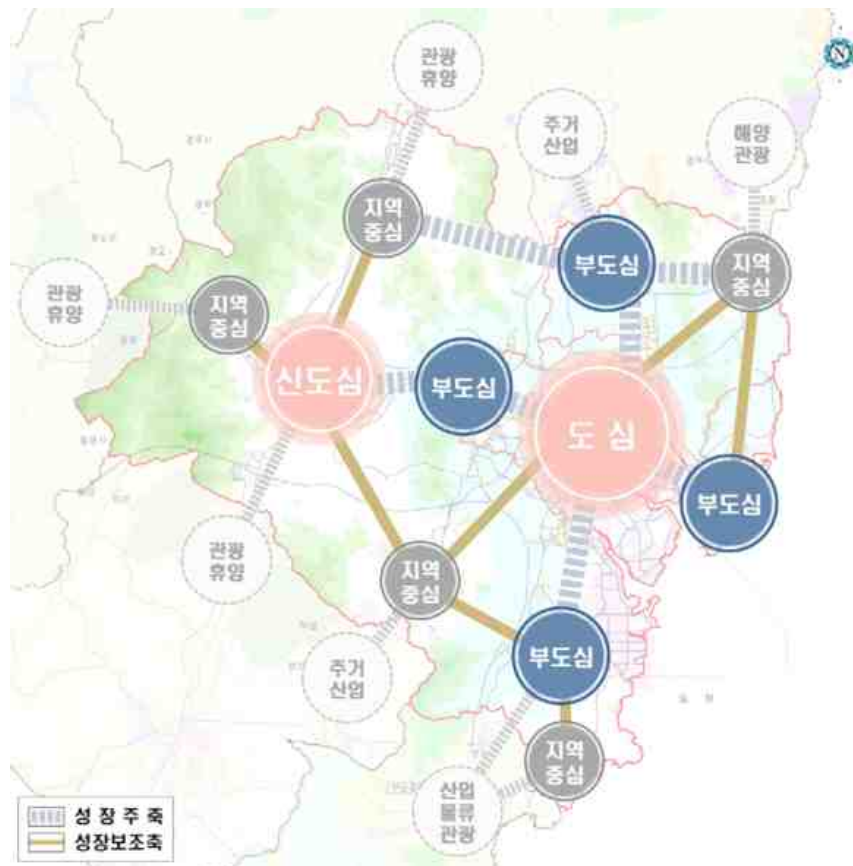 관광
휴양
N
주거
산업
해양
관광
지역
중심
부도심
지역
중심
관광
휴양
지역
중심
신도심
부도심
도 심
부도심
관광
휴양
지역
중심
주거
산업
부도심
지역
중심
산업
물류
관광
성 장 주 축
성장보조축